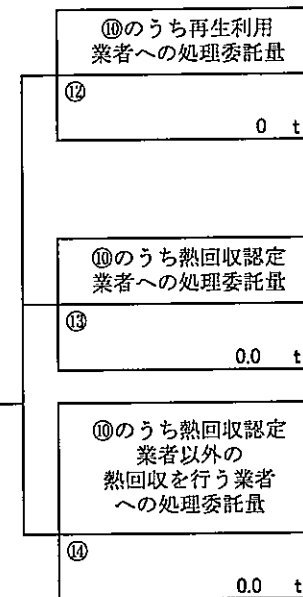 ⑩のうち再生利用
業者への処理委託量
⑫
0 t
⑩のうち熱回収認定
業者への処理委託量
⑬
0.0 t
⑩のうち熱回収認定
業者以外の
熱回収を行う業者
への処理委託量
⑭
0.0 t